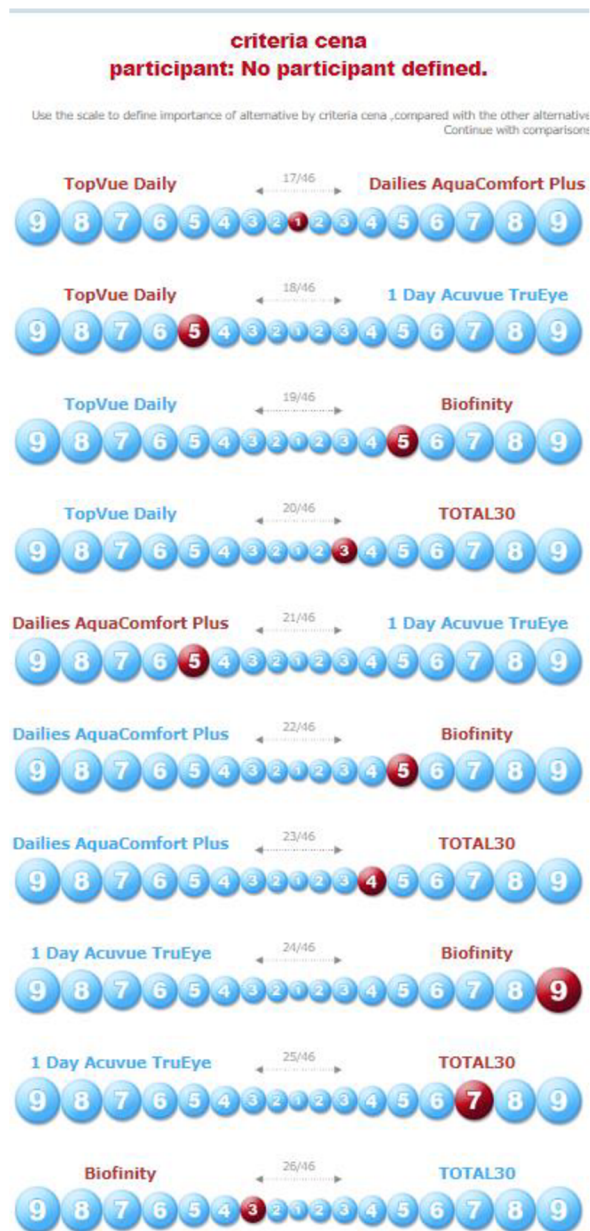 criteria cena
participant: No participant defined.
Use the scale to define importance of alternative by criteria cena ,compared with the other alternative
Continue with comparisons
17/46
TopVue Daily Dailies AquaComfort Plus
9 8 7 6 5 4 3 2 1 2 3 4 5 6 7 8 9
18/46
TopVue Daily 1 Day Acuvue TruEye
9 8 7 6 5 4 3 2 1 2 3 4 5 6 7 8 9
19/46
TopVue Daily Biofinity
9 8 7 6 5 4 3 2 1 2 3 4 5 6 7 8 9
20/46
TopVue Daily TOTAL30
9 8 7 6 5 4 3 2 1 2 3 4 5 6 7 8 9
21/46
Dailies AquaComfort Plus 1 Day Acuvue TruEye
9 8 7 6 5 4 3 2 1 2 3 4 5 6 7 8 9
22/46
Dailies AquaComfort Plus Biofinity
9 8 7 6 5 4 3 2 1 2 3 4 5 6 7 8 9
23/46
Dailies AquaComfort Plus TOTAL30
9 8 7 6 5 4 3 2 1 2 3 4 5 6 7 8 9
24/46
1 Day Acuvue TruEye Biofinity
9 8 7 6 5 4 3 2 1 2 3 4 5 6 7 8 9
25/46
1 Day Acuvue TruEye TOTAL30
9 8 7 6 5 4 3 2 1 2 3 4 5 6 7 8 9
26/46
Biofinity TOTAL30
9 8 7 6 5 4 3 2 1 2 3 4 5 6 7 8 9